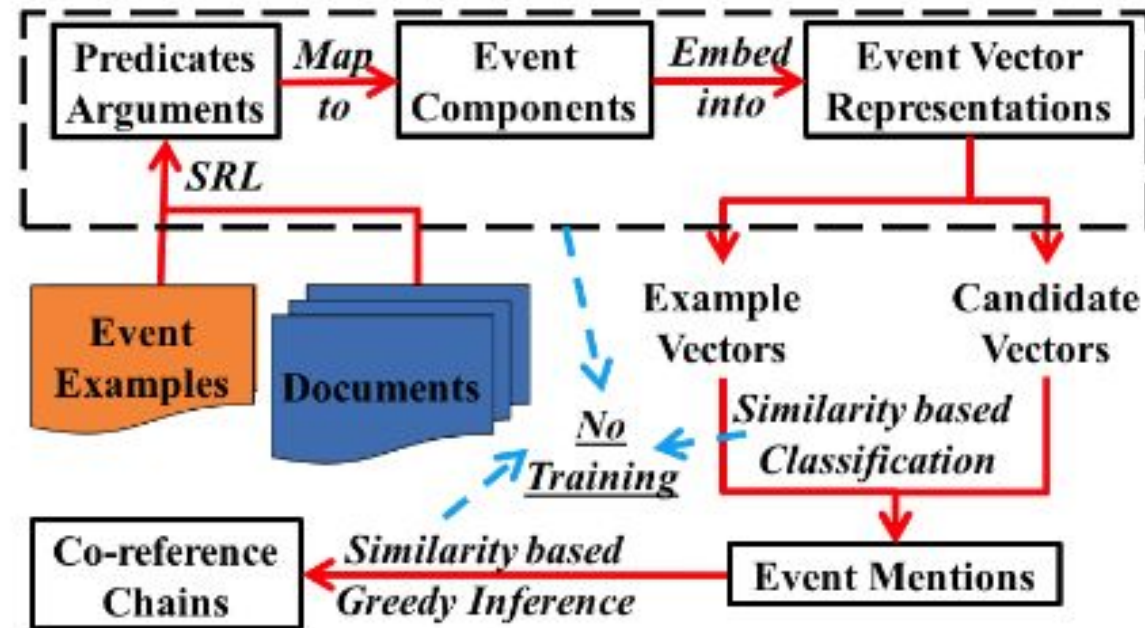 Predicates
Arguments
Map
to
Event
Components
Embed
into
Event Vector
Representations
SRL
Event
Examples
Documents
Example
Vectors
Candidate
Vectors
No
Training
Similarity based
Classification
Co-reference
Chains
Similarity based
Greedy Inference
Event Mentions